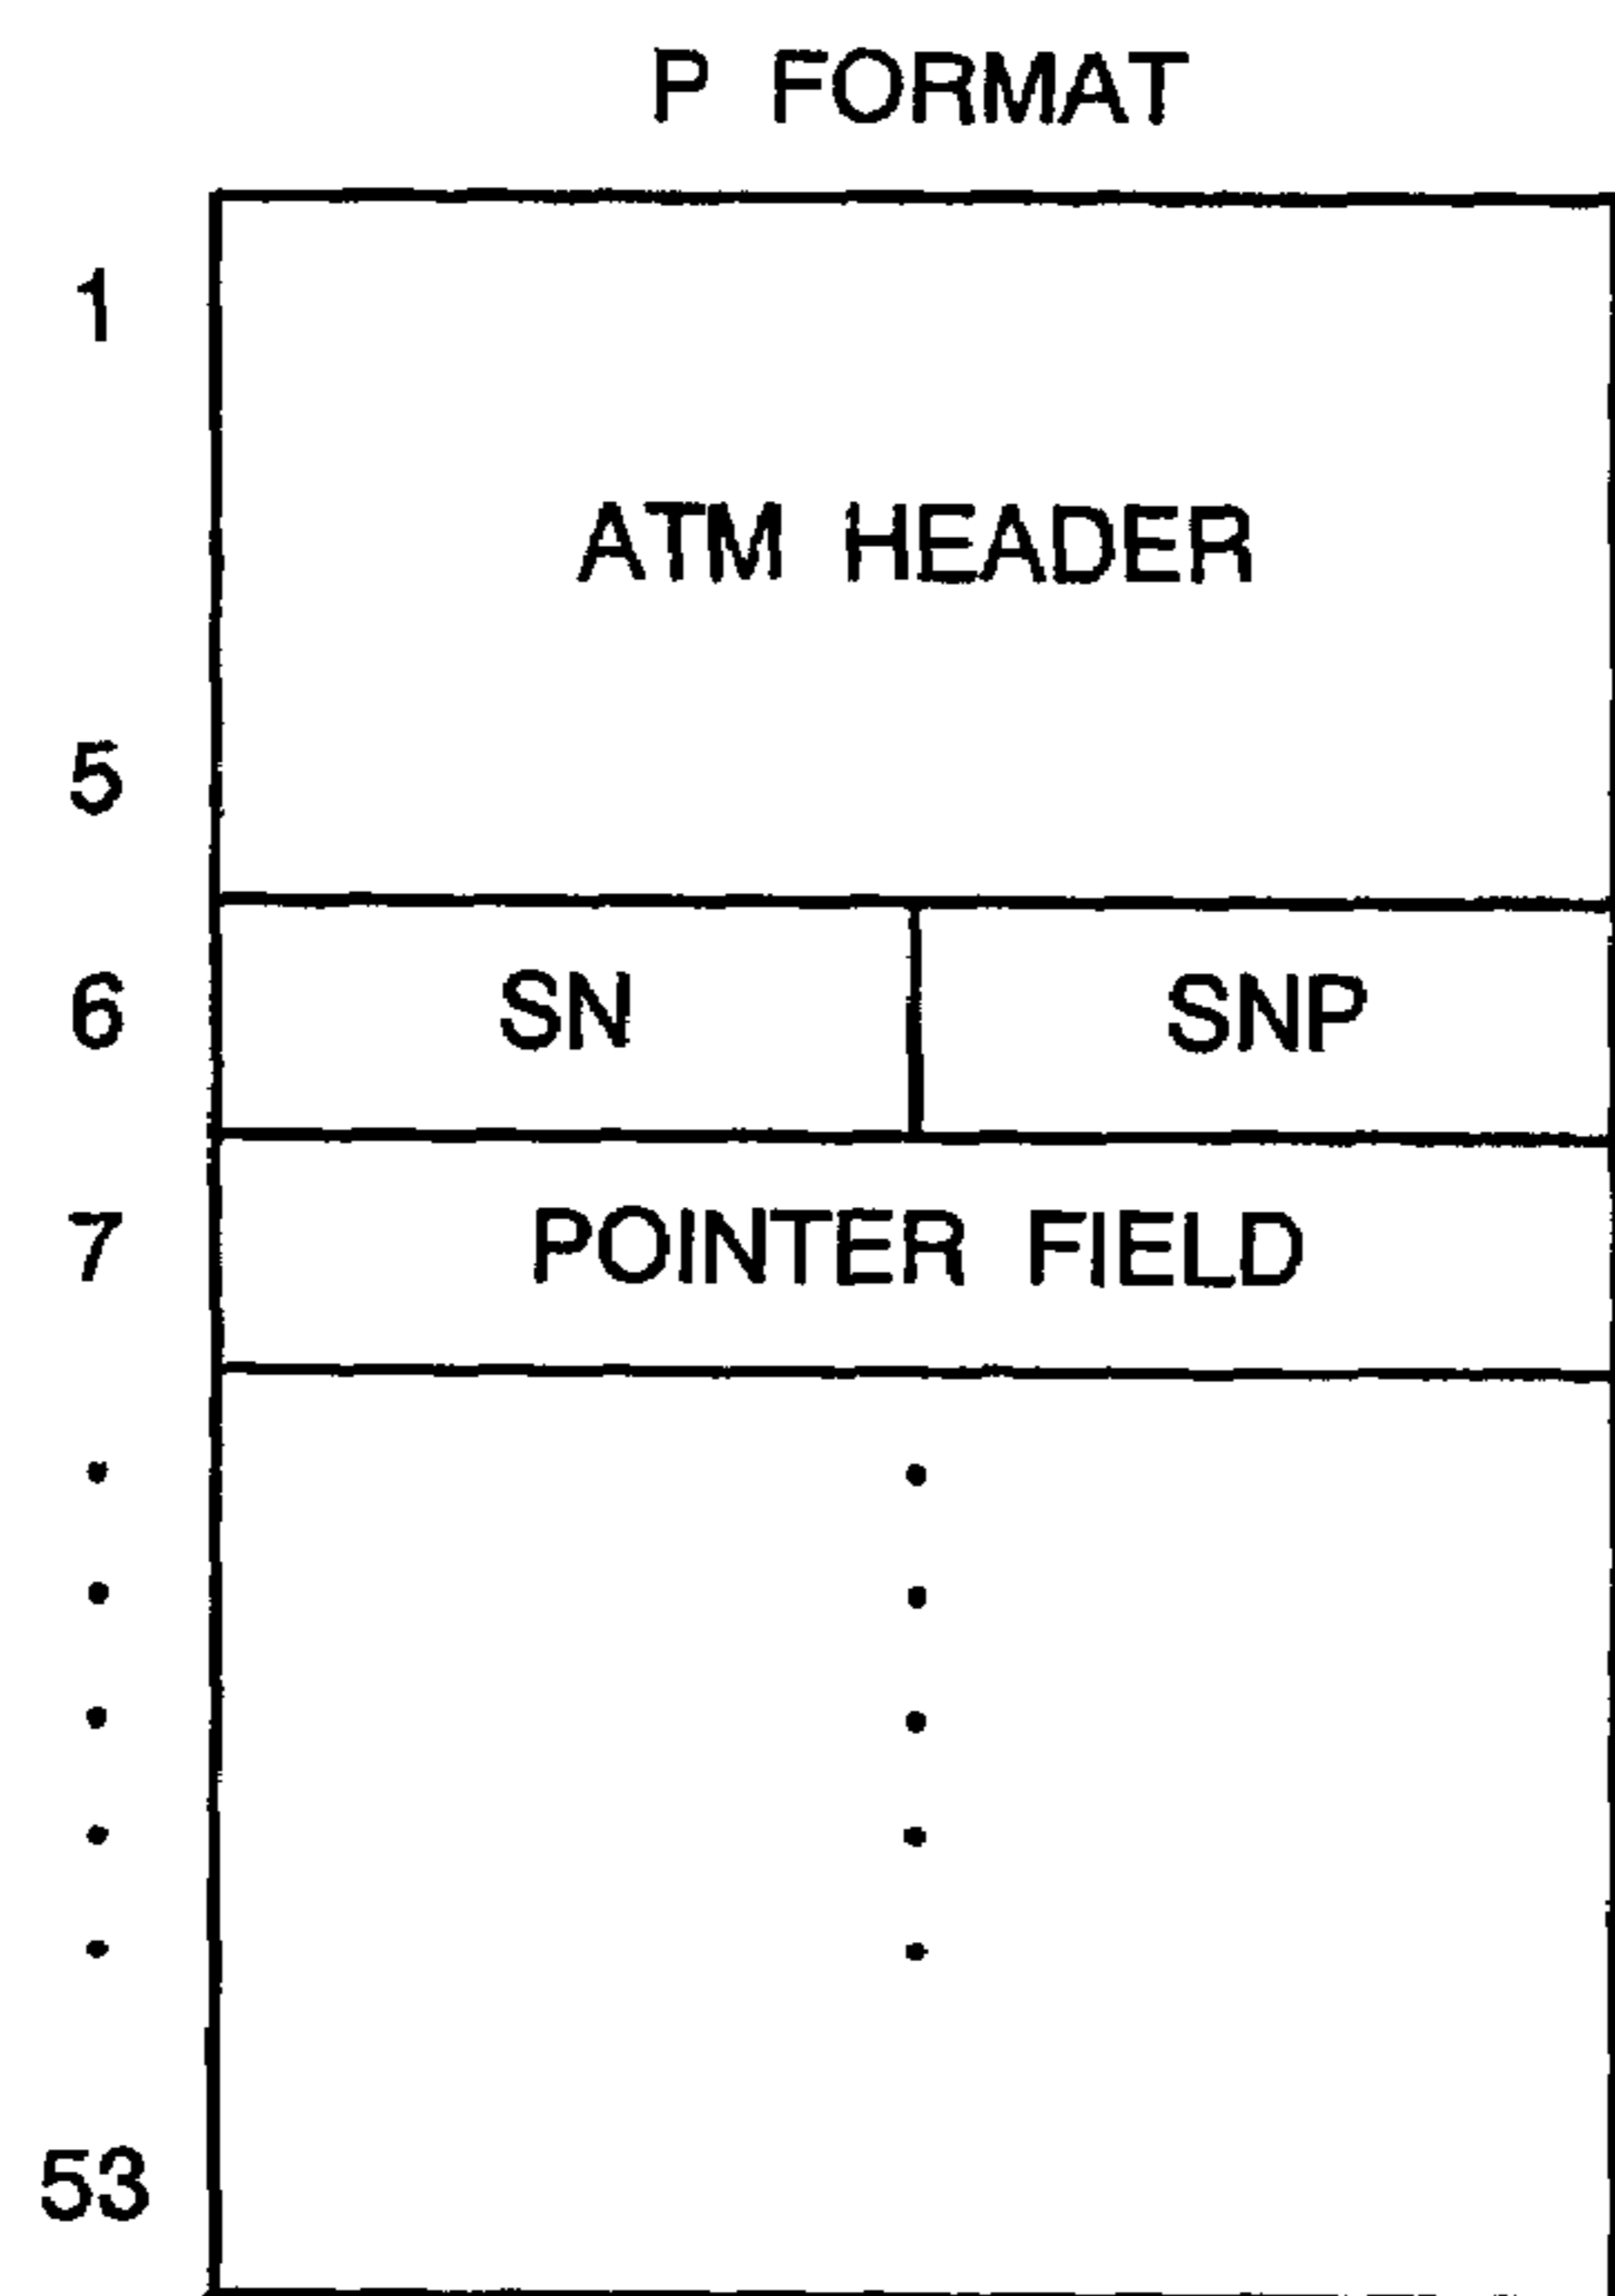 P FORMAT
1
ATM HEADER
5
6 SN SNP
7 POINTER FIELD
53